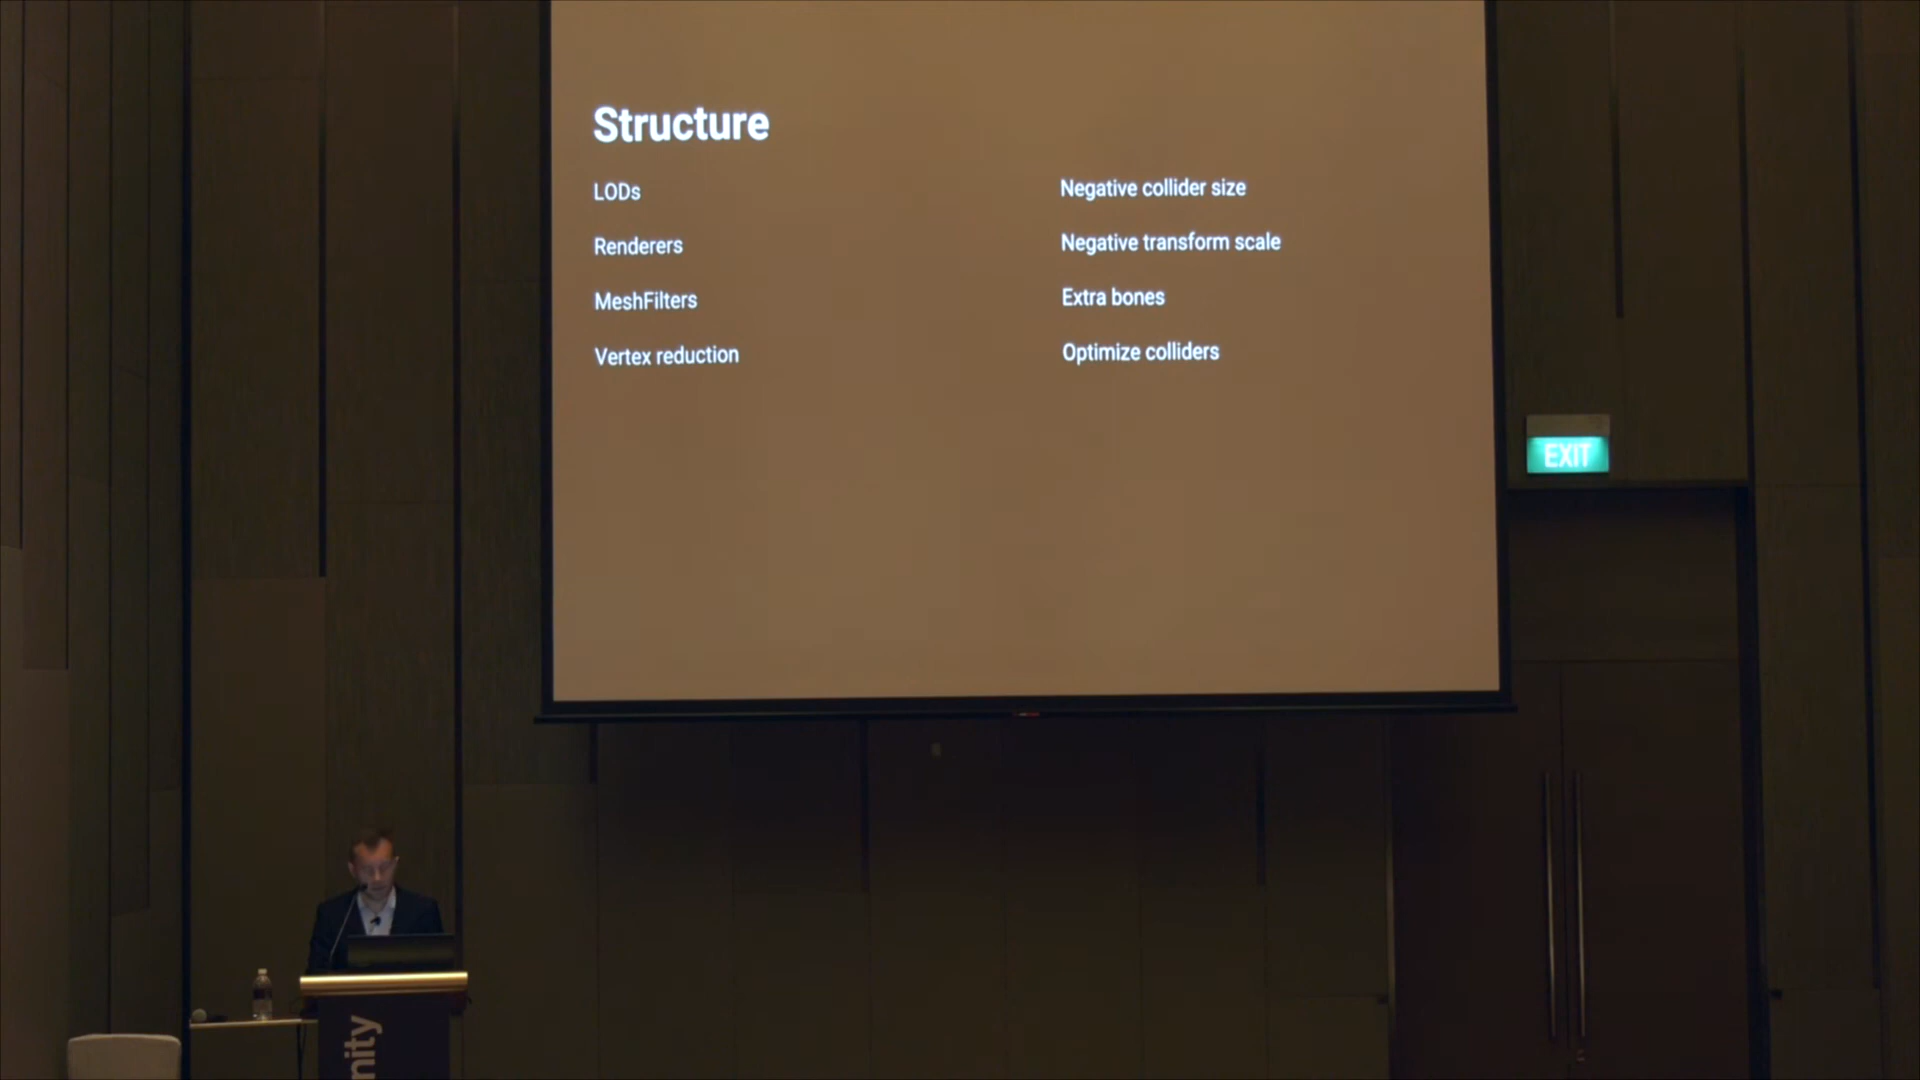 Structure
LODs
Renderers
MeshFilters
Vertex reduction
Negative collider size
Negative transform scale
Extra bones
Optimize colliders
EXIT
nity